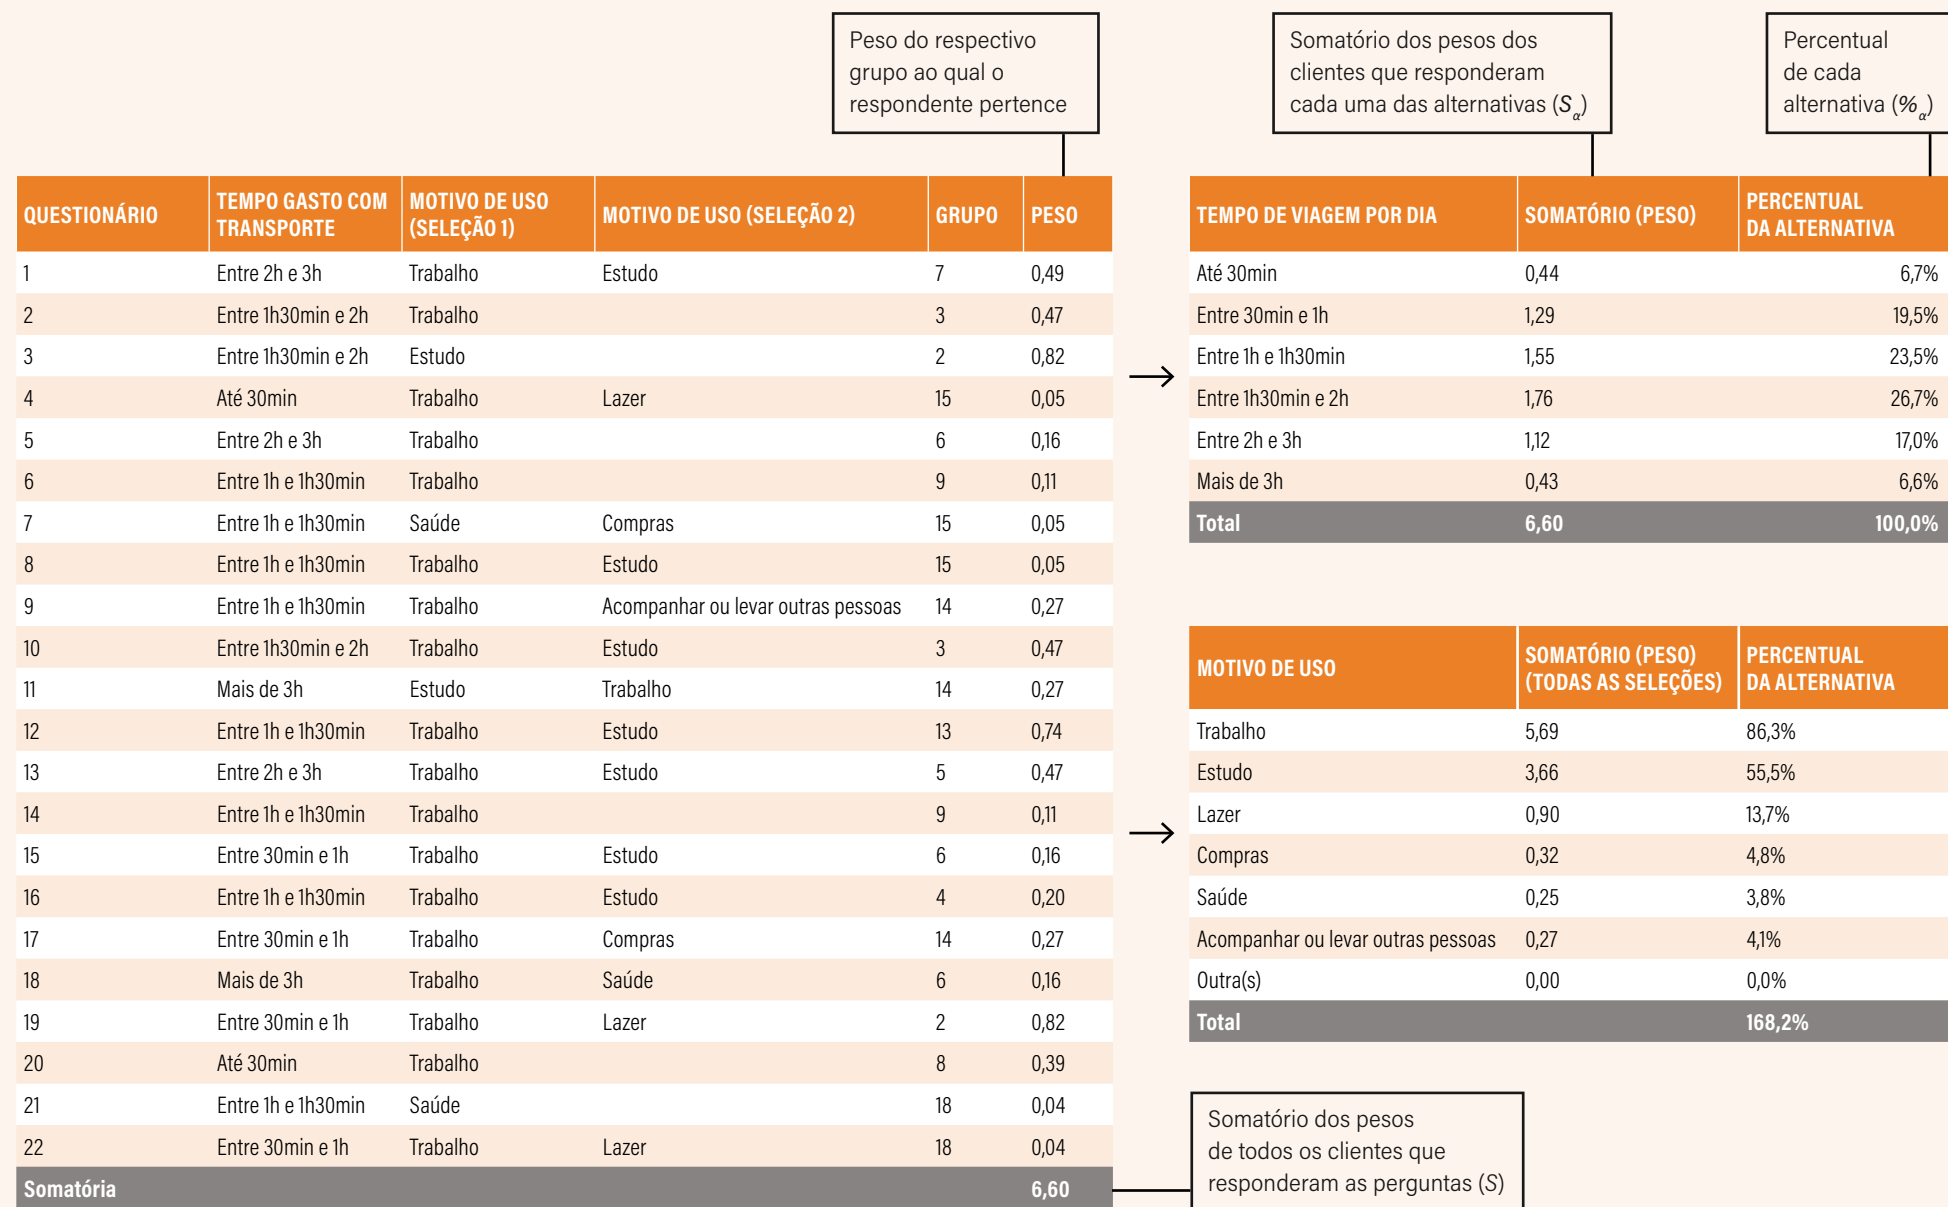 Peso do respectivo
grupo ao qual o
respondente pertence
Somatório dos pesos dos
clientes que responderam
cada uma das alternativas (Sα)
Percentual
de cada
alternativa (%α)
QUESTIONÁRIO TEMPO GASTO COM TRANSPORTE MOTIVO DE USO (SELEÇÃO 1) MOTIVO DE USO (SELEÇÃO 2) GRUPO PESO
1 Entre 2h e 3h Trabalho Estudo 7 0,49
2 Entre 1h30min e 2h Trabalho 3 0,47
3 Entre 1h30min e 2h Estudo 2 0,82
4 Até 30min Trabalho Lazer 15 0,05
5 Entre 2h e 3h Trabalho 6 0,16
6 Entre 1h e 1h30min Trabalho 9 0,11
7 Entre 1h e 1h30min Saúde Compras 15 0,05
8 Entre 1h e 1h30min Trabalho Estudo 15 0,05
9 Entre 1h e 1h30min Trabalho Acompanhar ou levar outras pessoas 14 0,27
10 Entre 1h30min e 2h Trabalho Estudo 3 0,47
11 Mais de 3h Estudo Trabalho 14 0,27
12 Entre 1h e 1h30min Trabalho Estudo 13 0,74
13 Entre 2h e 3h Trabalho Estudo 5 0,47
14 Entre 1h e 1h30min Trabalho 9 0,11
15 Entre 30min e 1h Trabalho Estudo 6 0,16
16 Entre 1h e 1h30min Trabalho Estudo 4 0,20
17 Entre 30min e 1h Trabalho Compras 14 0,27
18 Mais de 3h Trabalho Saúde 6 0,16
19 Entre 30min e 1h Trabalho Lazer 2 0,82
20 Até 30min Trabalho 8 0,39
21 Entre 1h e 1h30min Saúde 18 0,04
22 Entre 30min e 1h Trabalho Lazer 18 0,04
Somatória 6,60
TEMPO DE VIAGEM POR DIA SOMATÓRIO (PESO) PERCENTUAL DA ALTERNATIVA
Até 30min 0,44 6,7%
Entre 30min e 1h 1,29 19,5%
Entre 1h e 1h30min 1,55 23,5%
Entre 1h30min e 2h 1,76 26,7%
Entre 2h e 3h 1,12 17,0%
Mais de 3h 0,43 6,6%
Total 6,60 100,0%
MOTIVO DE USO SOMATÓRIO (PESO) (TODAS AS SELEÇÕES) PERCENTUAL DA ALTERNATIVA
Trabalho 5,69 86,3%
Estudo 3,66 55,5%
Lazer 0,90 13,7%
Compras 0,32 4,8%
Saúde 0,25 3,8%
Acompanhar ou levar outras pessoas 0,27 4,1%
Outra(s) 0,00 0,0%
Total 168,2%
Somatório dos pesos
de todos os clientes que
responderam as perguntas (S)